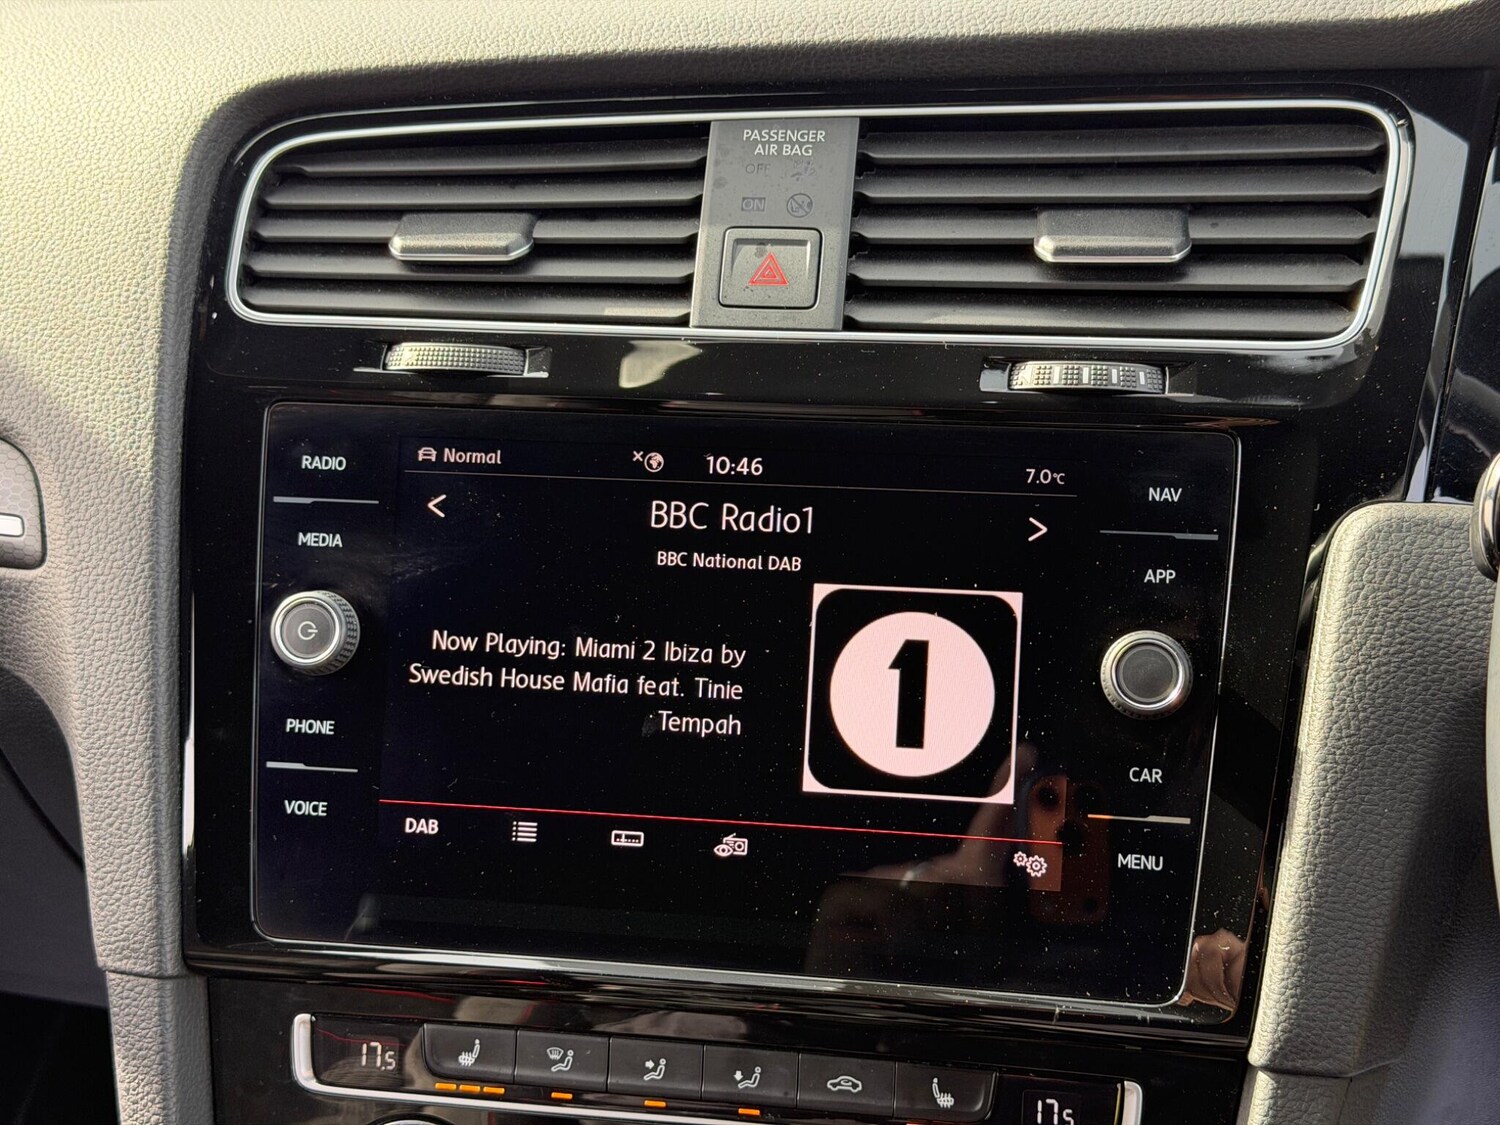 PASSENGER
AIR BAG
OFF
ON
RADIO
MEDIA
PHONE
VOICE
Normal
10:46
7.0°C
BBC Radio1
BBC National DAB
Now Playing: Miami 2 Ibiza by
Swedish House Mafia feat. Tinie
Tempah
1
DAB
NAV
APP
CAR
MENU
17.5
17.5